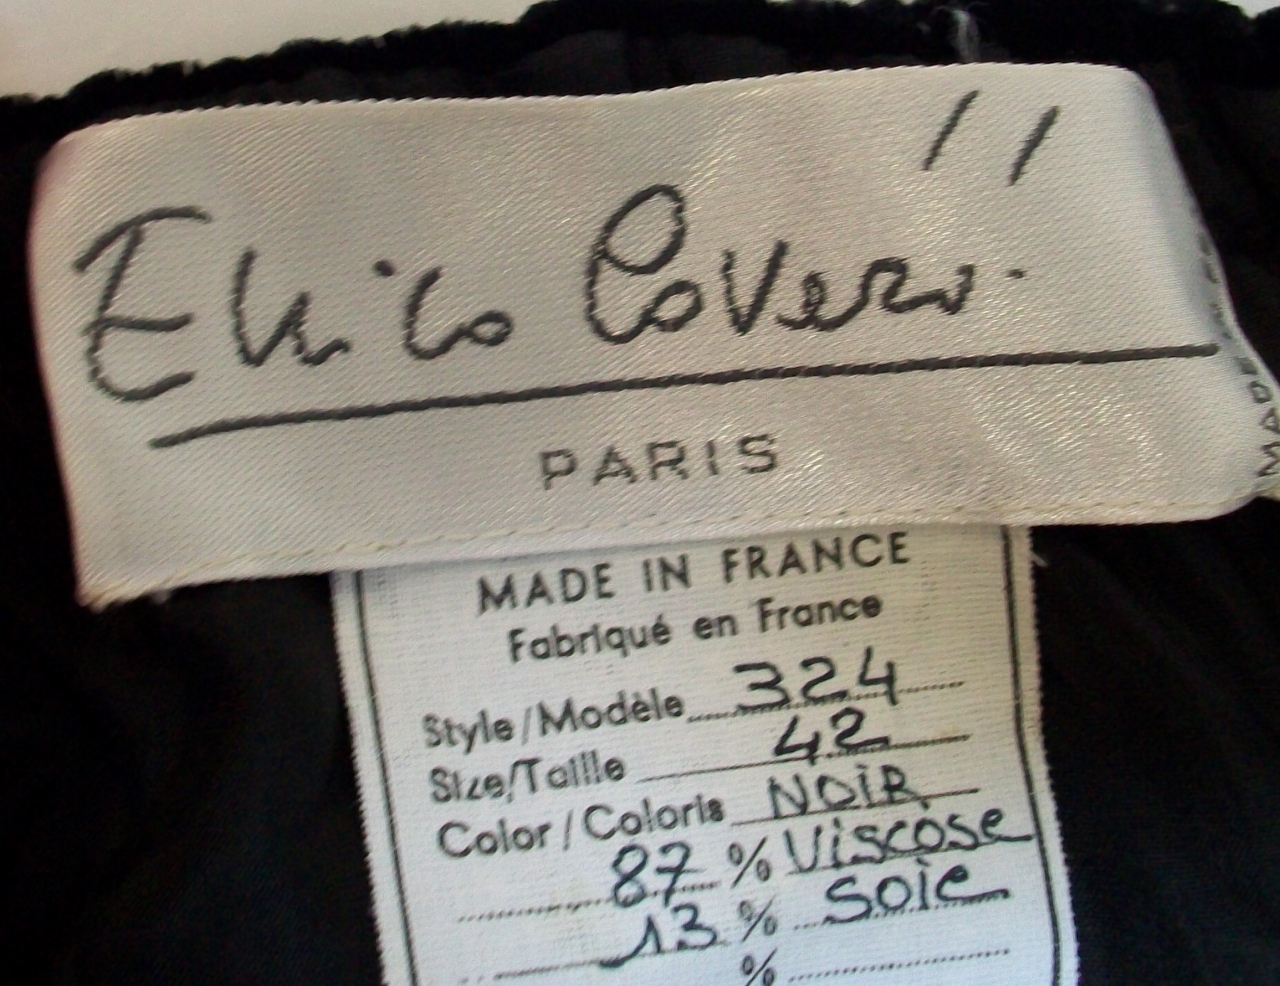 Enrico Coveri
PARIS
MADE
MADE IN FRANCE
Fabriqué en France
Style/Modèle 324
Size/Taille 42
Color/Coloris NOIR
87 % Viscose
13 % Soie
%